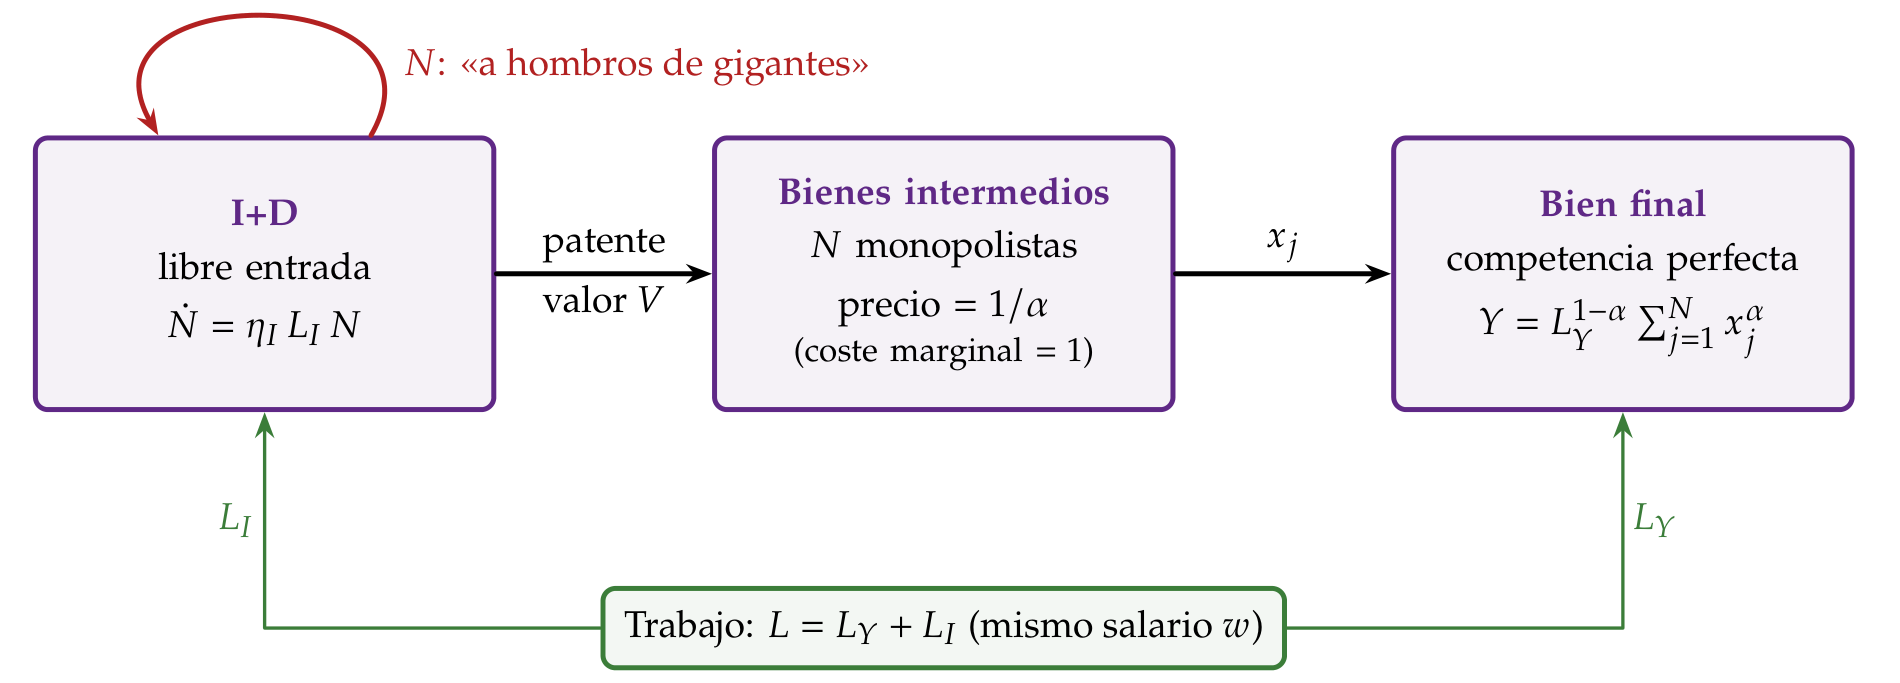 N: «a hombros de gigantes»
I+D
libre entrada
Ṅ = η_I L_I N
patente
valor V
Bienes intermedios
N monopolistas
precio = 1/α
(coste marginal = 1)
x_j
Bien final
competencia perfecta
Y = L_Y^{1−α} ∑_{j=1}^{N} x_j^α
L_I
L_Y
Trabajo: L = L_Y + L_I (mismo salario w)